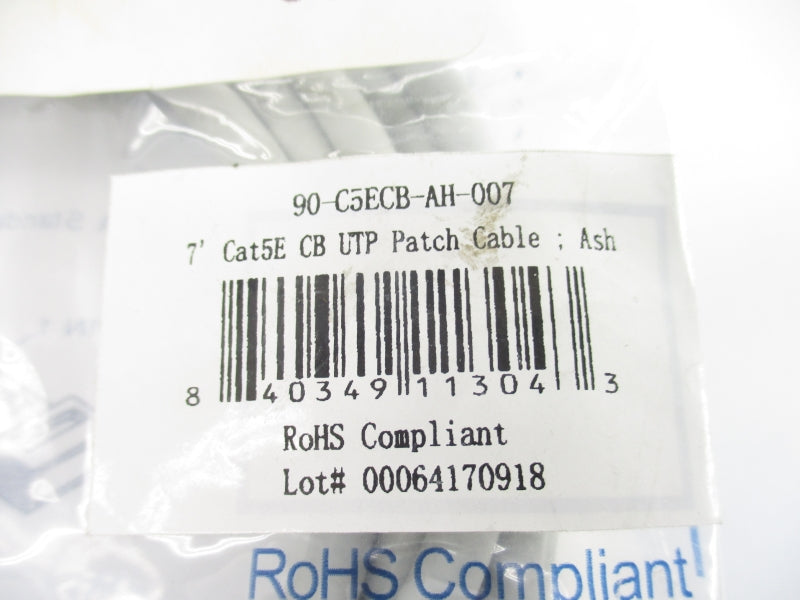 90-C5ECB-AH-007
7' Cat5E CB UTP Patch Cable ; Ash
8 40349 11304 3
RoHS Compliant
Lot# 00064170918
RoHS Compliant